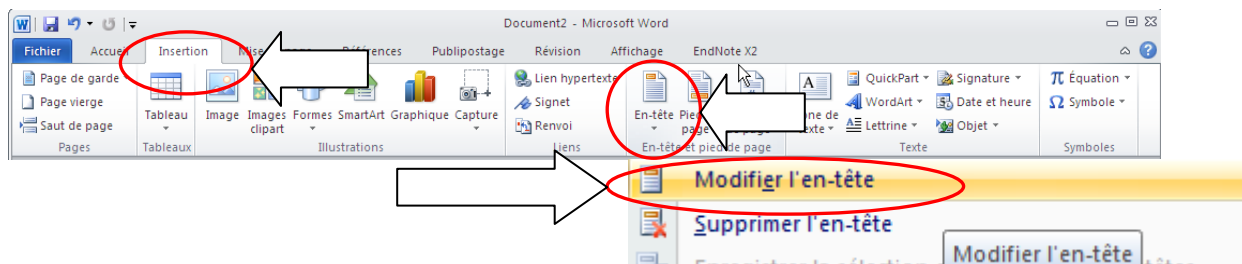 Document2 - Microsoft Word
Fichier Accueil Insertion Références Publipostage Révision Affichage EndNote X2
Page de garde
Page vierge
Saut de page
Tableau
Image Images clipart Formes SmartArt Graphique Capture
Lien hypertexte
Signet
Renvoi
En-tête
page
QuickPart Signature
WordArt Date et heure
Lettrine Objet
Équation
Symbole
Pages Tableaux Illustrations Liens En-tête et pied de page Texte Symboles
Modifier l'en-tête
Supprimer l'en-tête
Modifier l'en-tête